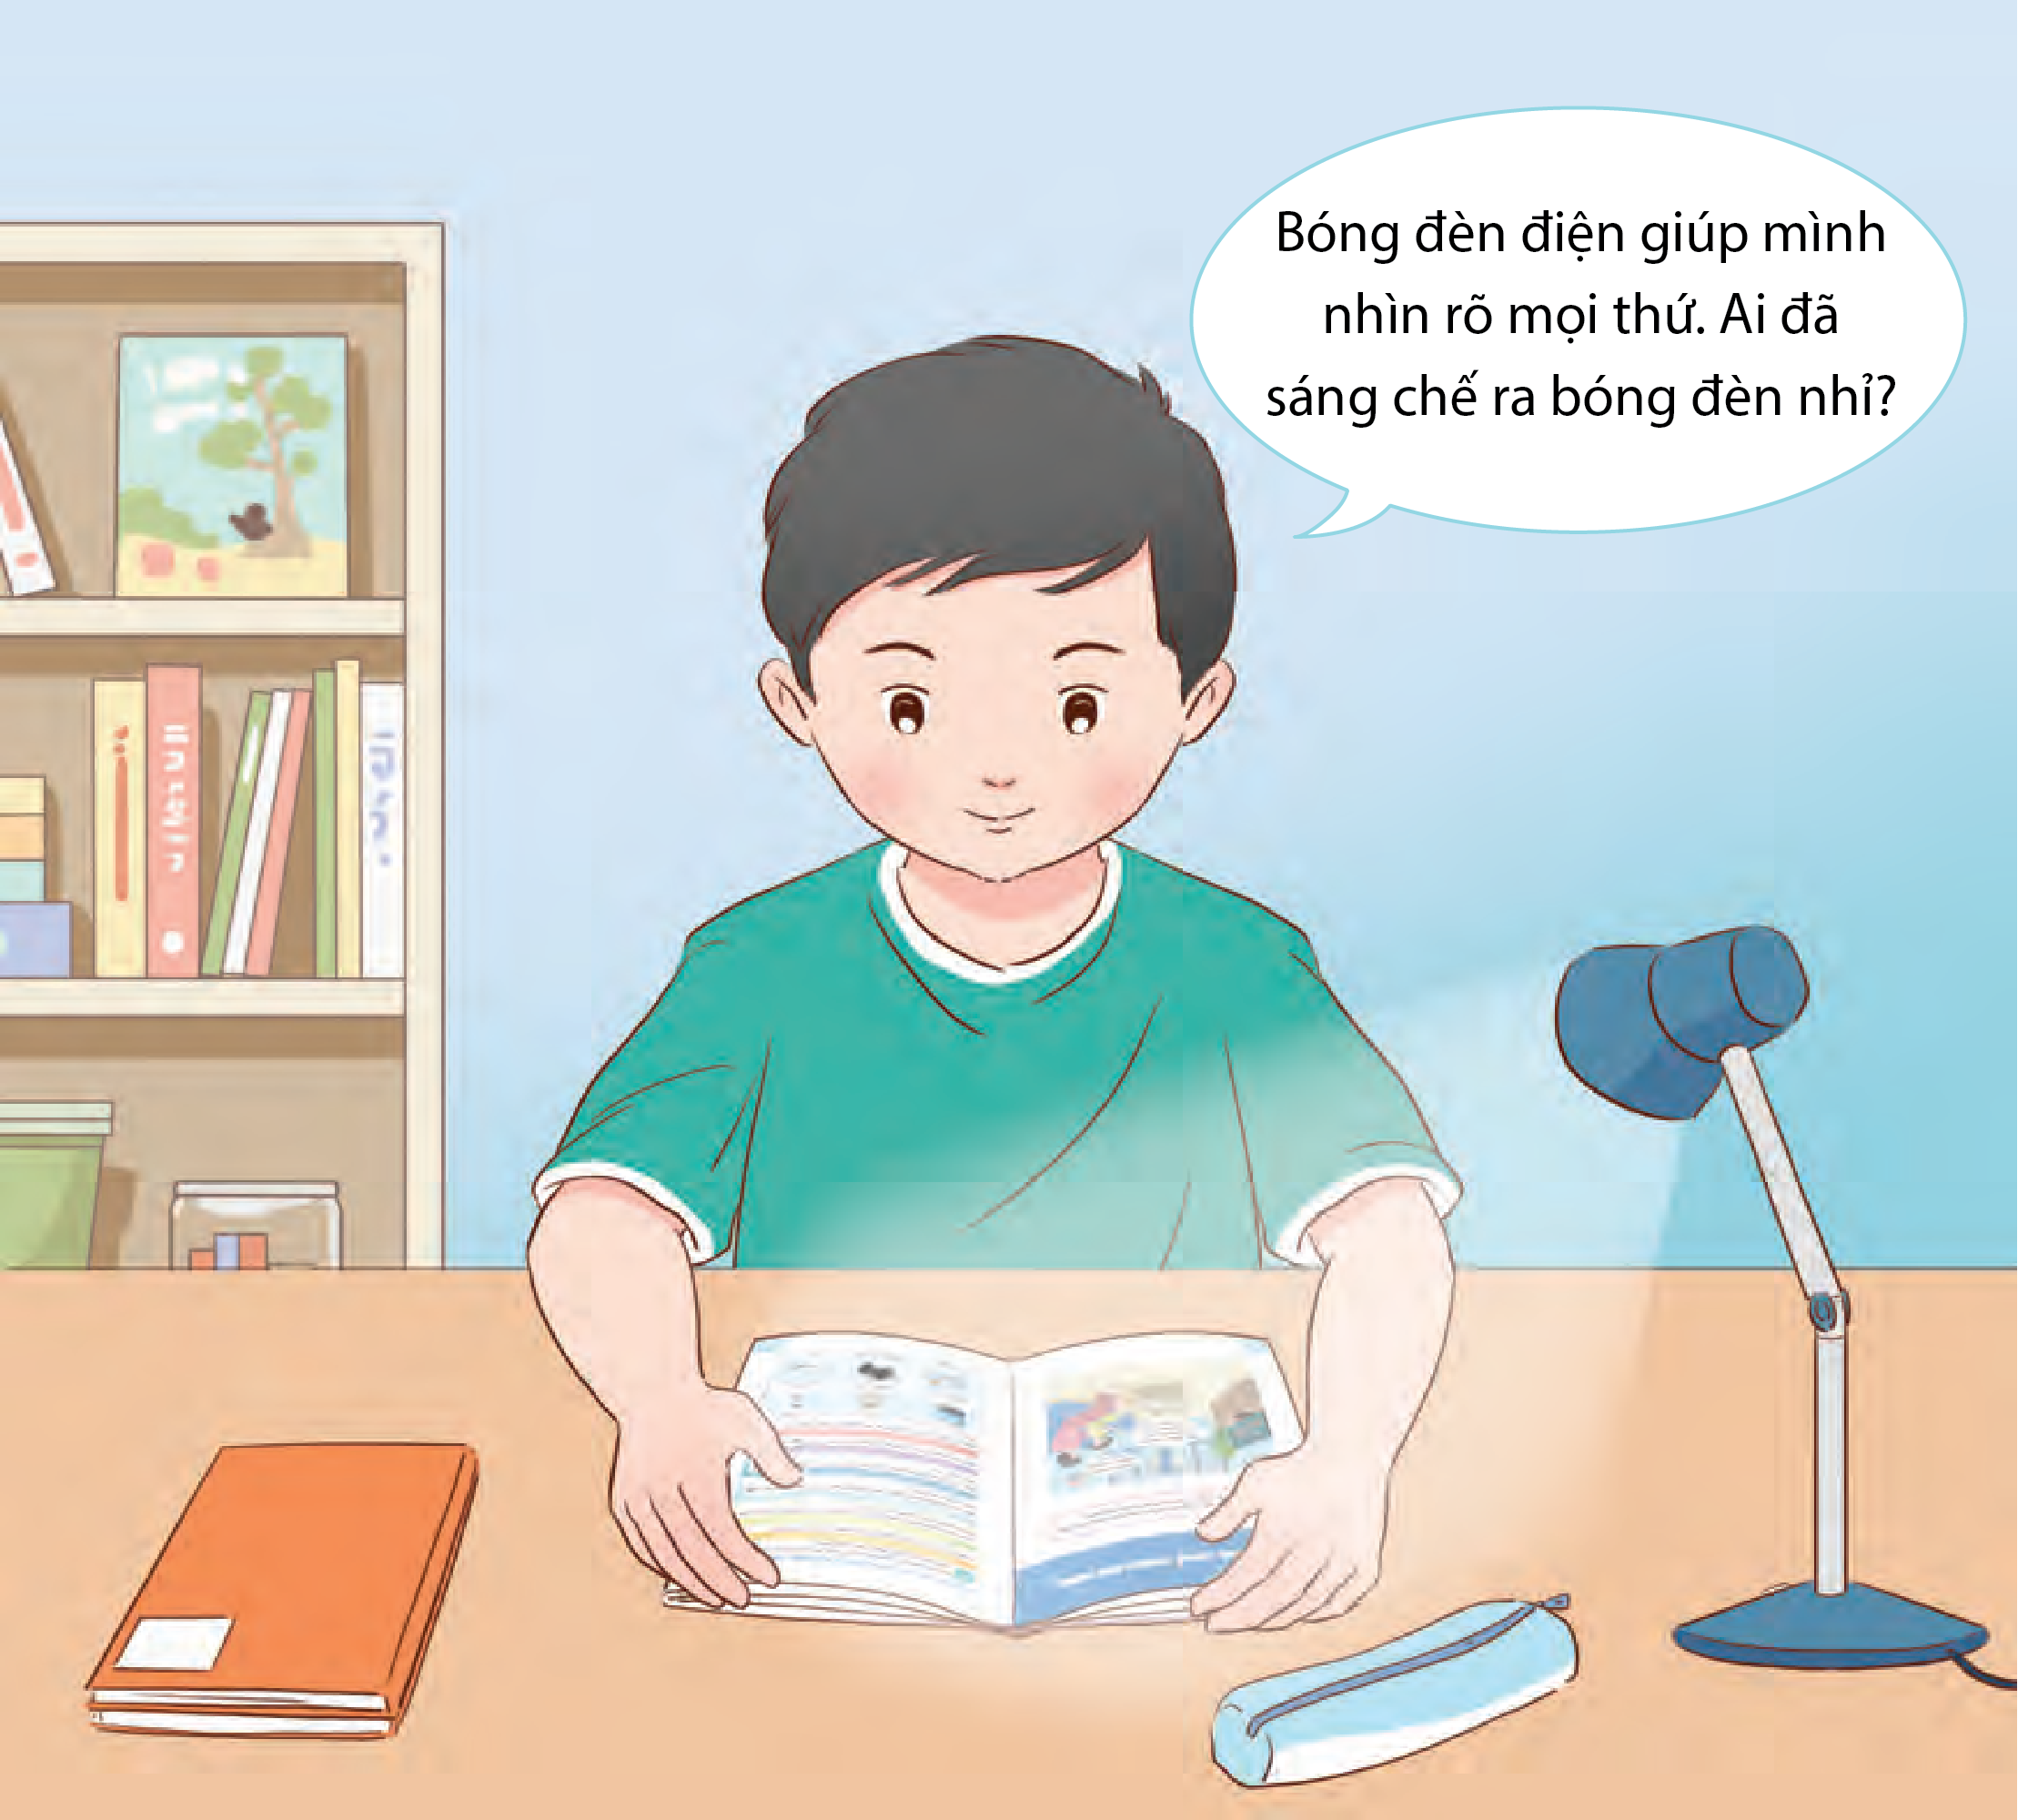 Bóng đèn điện giúp mình
nhìn rõ mọi thứ. Ai đã
sáng chế ra bóng đèn nhỉ?